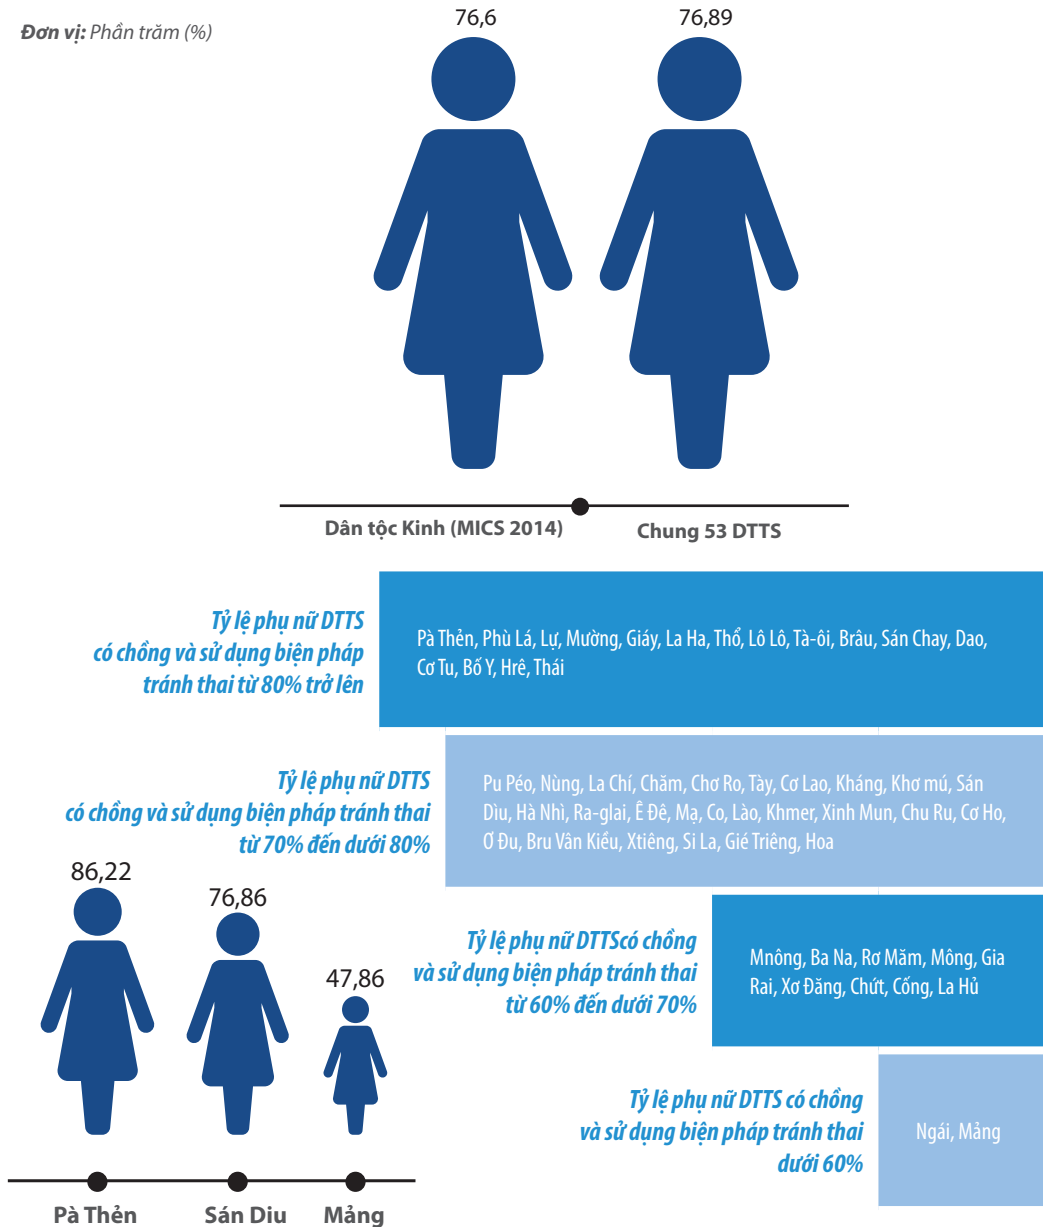 Đơn vị: Phần trăm (%)
76,6
76,89
Dân tộc Kinh (MICS 2014)
Chung 53 DTTS
Tỷ lệ phụ nữ DTTS
có chồng và sử dụng biện pháp
tránh thai từ 80% trở lên
Pà Thẻn, Phù Lá, Lự, Mường, Giáy, La Ha, Thổ, Lô Lô, Tà-ôi, Brâu, Sán Chay, Dao,
Cơ Tu, Bố Y, Hrê, Thái
Tỷ lệ phụ nữ DTTS
có chồng và sử dụng biện pháp tránh thai
từ 70% đến dưới 80%
Pu Péo, Nùng, La Chí, Chăm, Chơ Ro, Tày, Cơ Lao, Kháng, Khơ mú, Sán
Dìu, Hà Nhì, Ra-glai, Ê Đê, Mạ, Co, Lào, Khmer, Xinh Mun, Chu Ru, Cơ Ho,
Ơ Đu, Bru Vân Kiều, Xtiêng, Si La, Gié Triêng, Hoa
Tỷ lệ phụ nữ DTTScó chồng
và sử dụng biện pháp tránh thai
từ 60% đến dưới 70%
Mnông, Ba Na, Rơ Măm, Mông, Gia
Rai, Xơ Đăng, Chứt, Cống, La Hủ
Tỷ lệ phụ nữ DTTS có chồng
và sử dụng biện pháp tránh thai
dưới 60%
Ngái, Mảng
86,22
76,86
47,86
Pà Thẻn
Sán Diu
Mảng